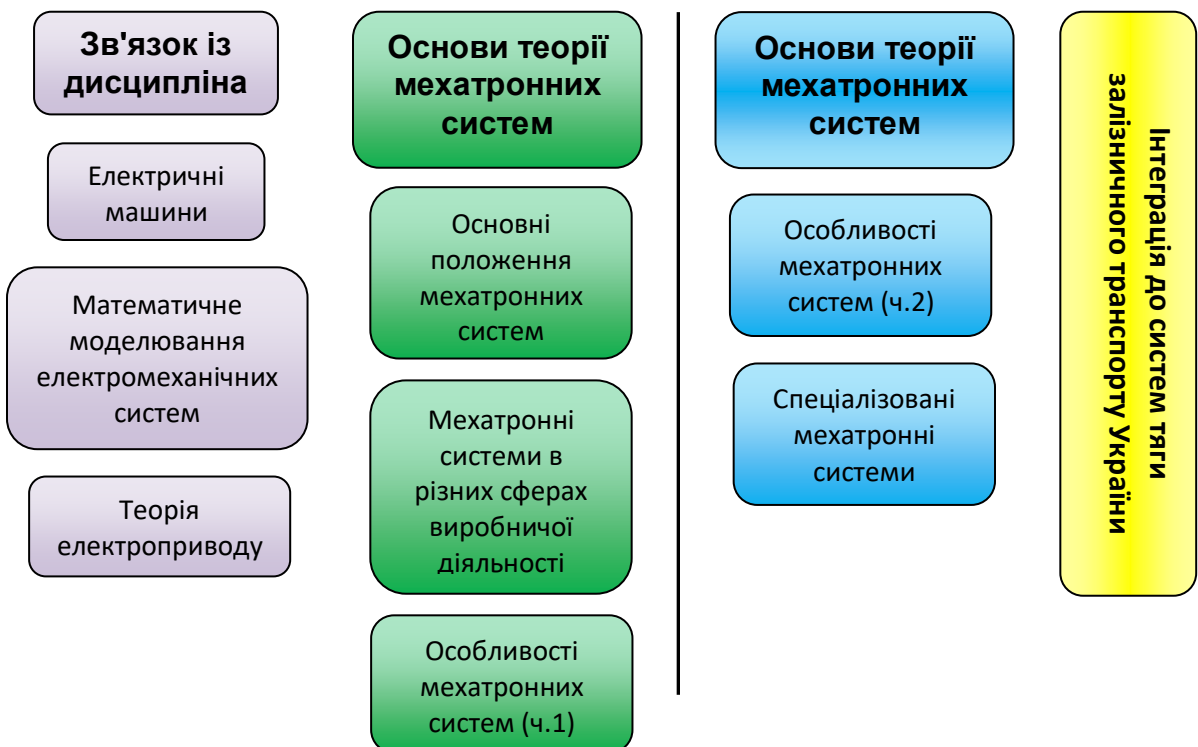 Зв'язок із
дисципліна
Електричні
машини
Математичне
моделювання
електромеханічних
систем
Теорія
електроприводу
Основи теорії
мехатронних
систем
Основні
положення
мехатронних
систем
Мехатронні
системи в
різних сферах
виробничої
діяльності
Особливості
мехатронних
систем (ч.1)
Основи теорії
мехатронних
систем
Особливості
мехатронних
систем (ч.2)
Спеціалізовані
мехатронні
системи
Інтеграція до систем тяги
залізничного транспорту України